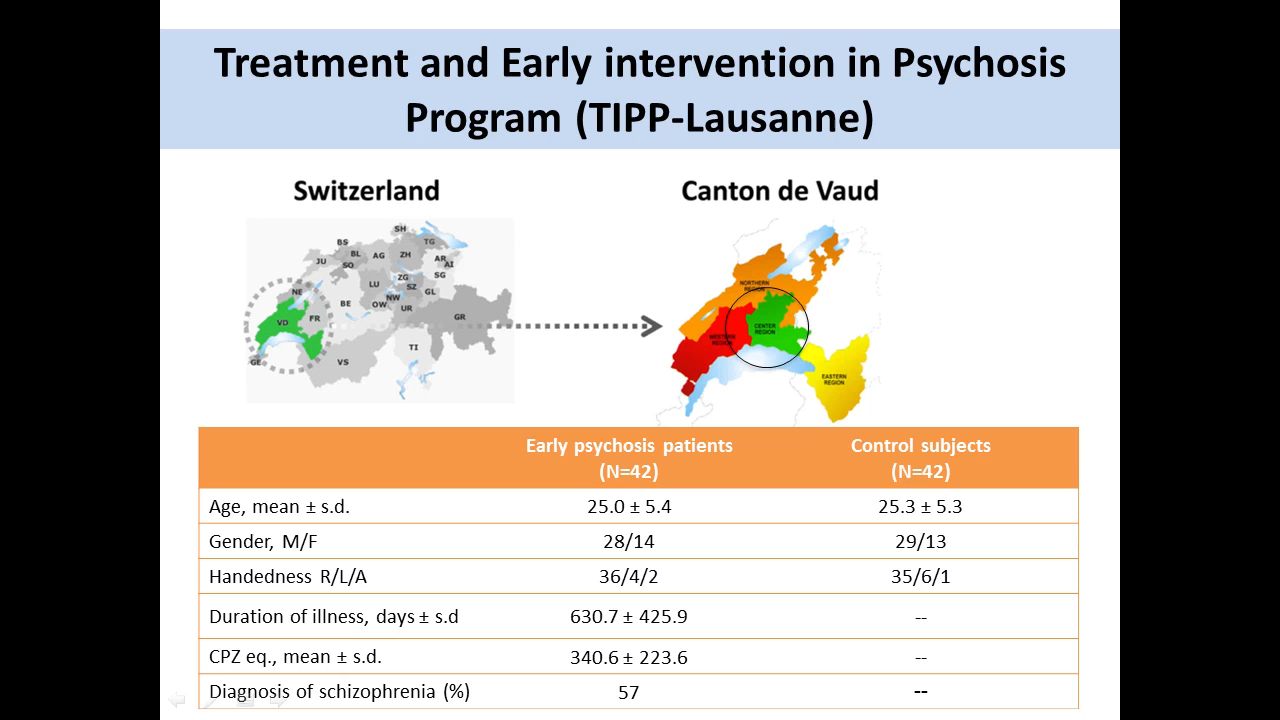 Treatment and Early intervention in Psychosis
Program (TIPP-Lausanne)
Switzerland
Canton de Vaud
SH
BS
TG
BL
AG
ZH
JU
SO
AR
AI
ZG
SG
LU
SZ
NE
GL
NW
BE
OW
UR
VD
FR
GR
TI
GE
VS
NORTHERN
REGION
CENTER
REGION
WESTERN
REGION
EASTERN
REGION
Early psychosis patients
(N=42)
Control subjects
(N=42)
Age, mean ± s.d. 25.0 ± 5.4 25.3 ± 5.3
Gender, M/F 28/14 29/13
Handedness R/L/A 36/4/2 35/6/1
Duration of illness, days ± s.d 630.7 ± 425.9 --
CPZ eq., mean ± s.d. 340.6 ± 223.6 --
Diagnosis of schizophrenia (%) 57 --